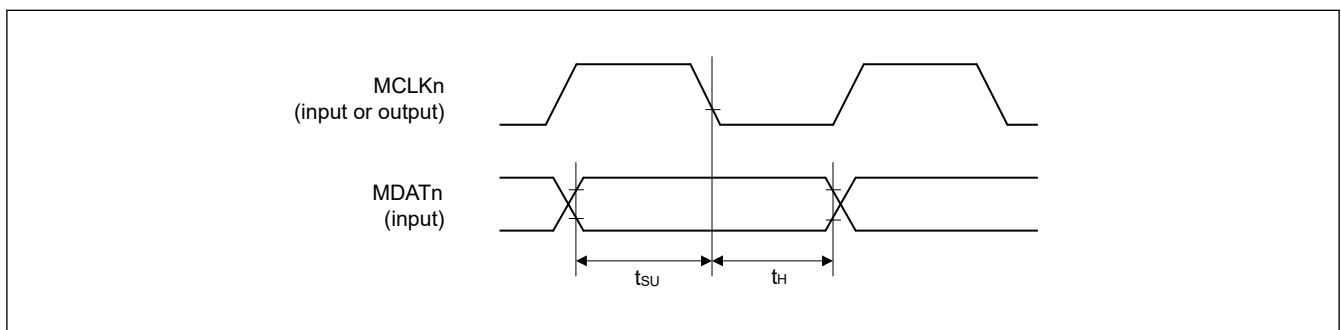 MCLKn
(input or output)
MDATn
(input)
tSU
tH